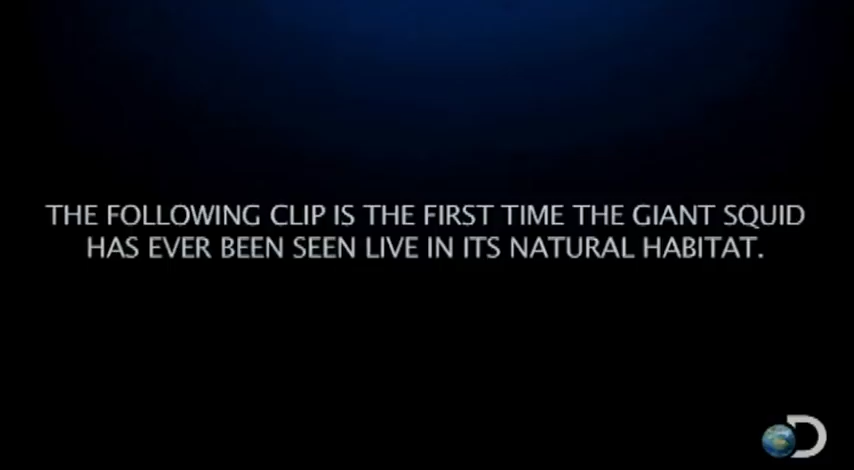 THE FOLLOWING CLIP IS THE FIRST TIME THE GIANT SQUID
HAS EVER BEEN SEEN LIVE IN ITS NATURAL HABITAT.
D